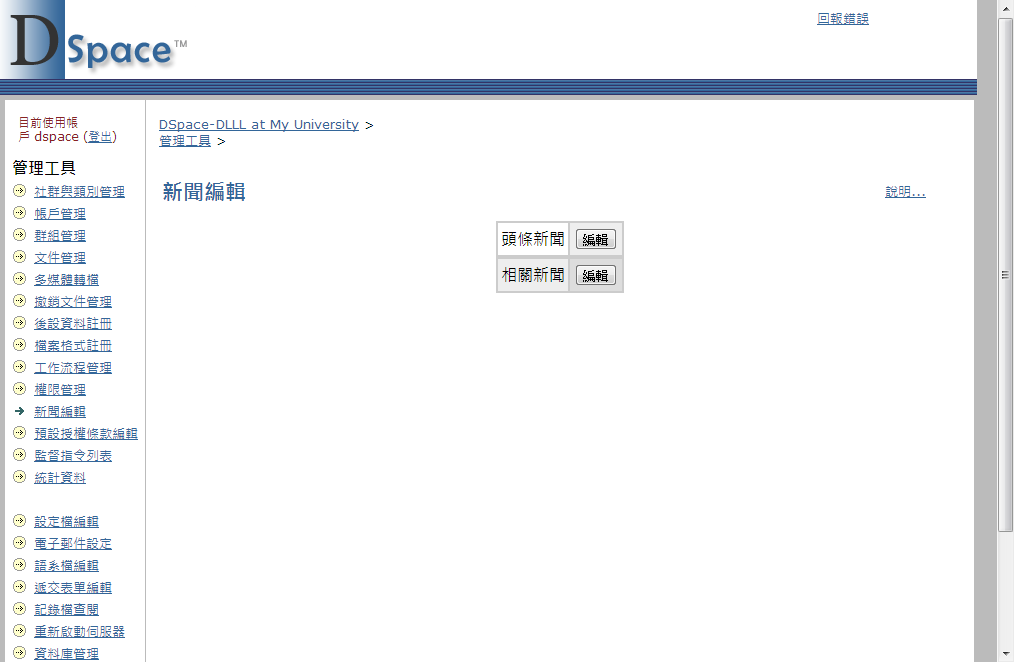 DSpace™
回報錯誤
目前使用帳
戶 dspace (登出)
管理工具
社群與類別管理
帳戶管理
群組管理
文件管理
多媒體轉檔
撤銷文件管理
後設資料註冊
檔案格式註冊
工作流程管理
權限管理
新聞編輯
預設授權條款編輯
監督指令列表
統計資料
設定檔編輯
電子郵件設定
語系檔編輯
遞交表單編輯
記錄檔查閱
重新啟動伺服器
資料庫管理
DSpace-DLLL at My University >
管理工具 >
新聞編輯
說明...
頭條新聞 編輯
相關新聞 編輯